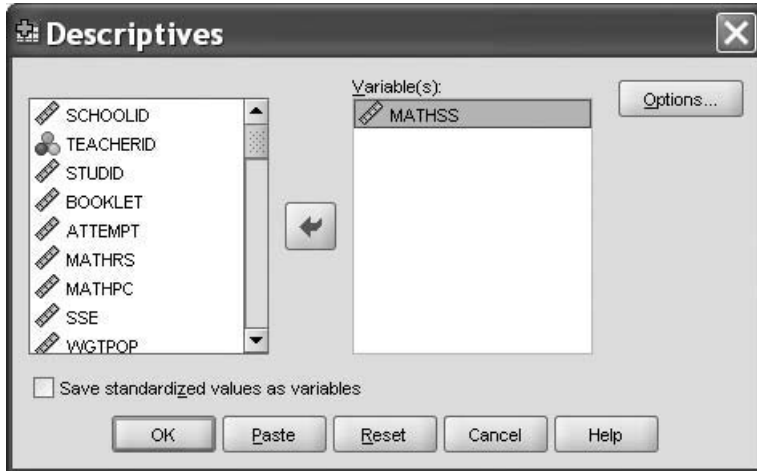 Descriptives
SCHOOLID
TEACHERID
STUDID
BOOKLET
ATTEMPT
MATHRS
MATHPC
SSE
WGTPOP
Variable(s):
MATHSS
Options...
Save standardized values as variables
OK
Paste
Reset
Cancel
Help